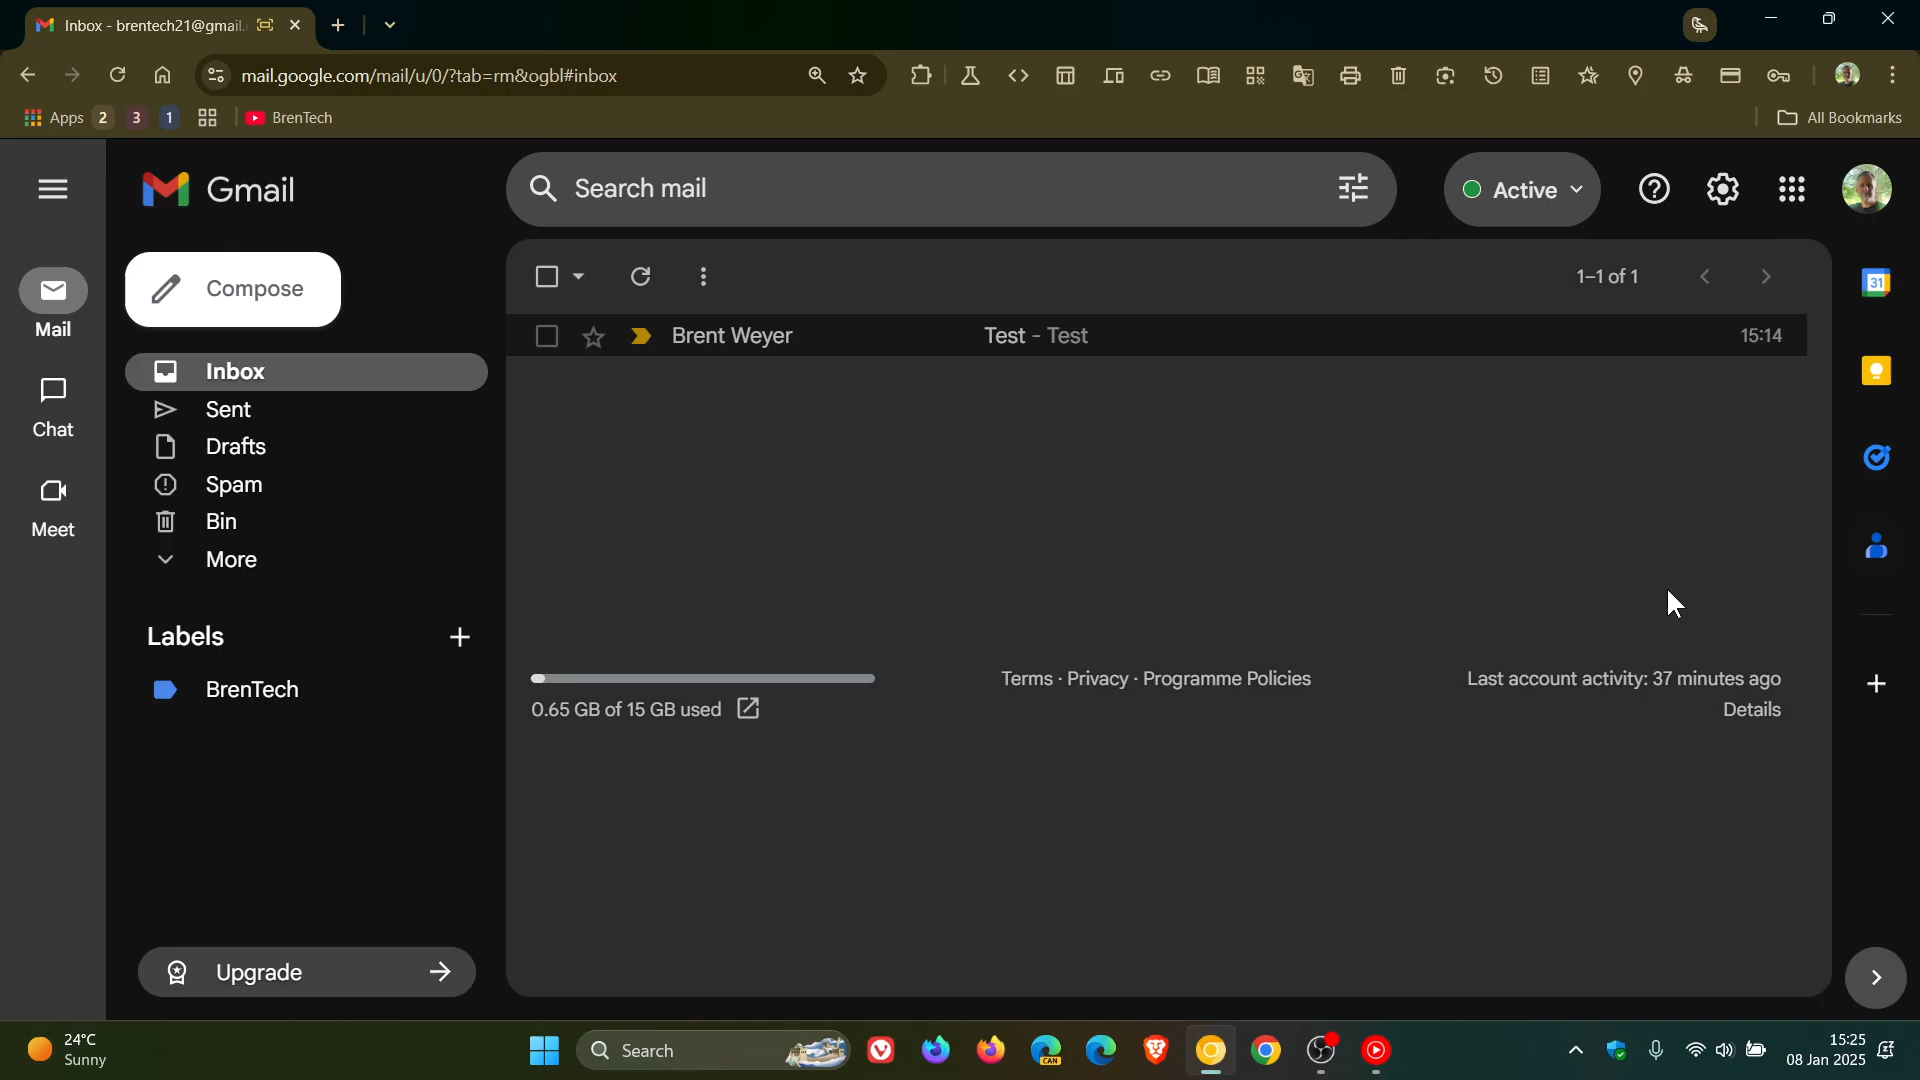 Inbox - brentech21@gmail.
mail.google.com/mail/u/0/?tab=rm&ogbl#inbox
Apps 2 3 1 BrenTech All Bookmarks
Gmail
Search mail
Active
Compose
1–1 of 1
Mail
Brent Weyer Test - Test 15:14
Inbox
Chat
Sent
Drafts
Spam
Meet
Bin
More
Labels
BrenTech
0.65 GB of 15 GB used
Terms · Privacy · Programme Policies
Last account activity: 37 minutes ago
Details
31
Upgrade
24°C
Sunny
Search
CAN
15:25
08 Jan 2025